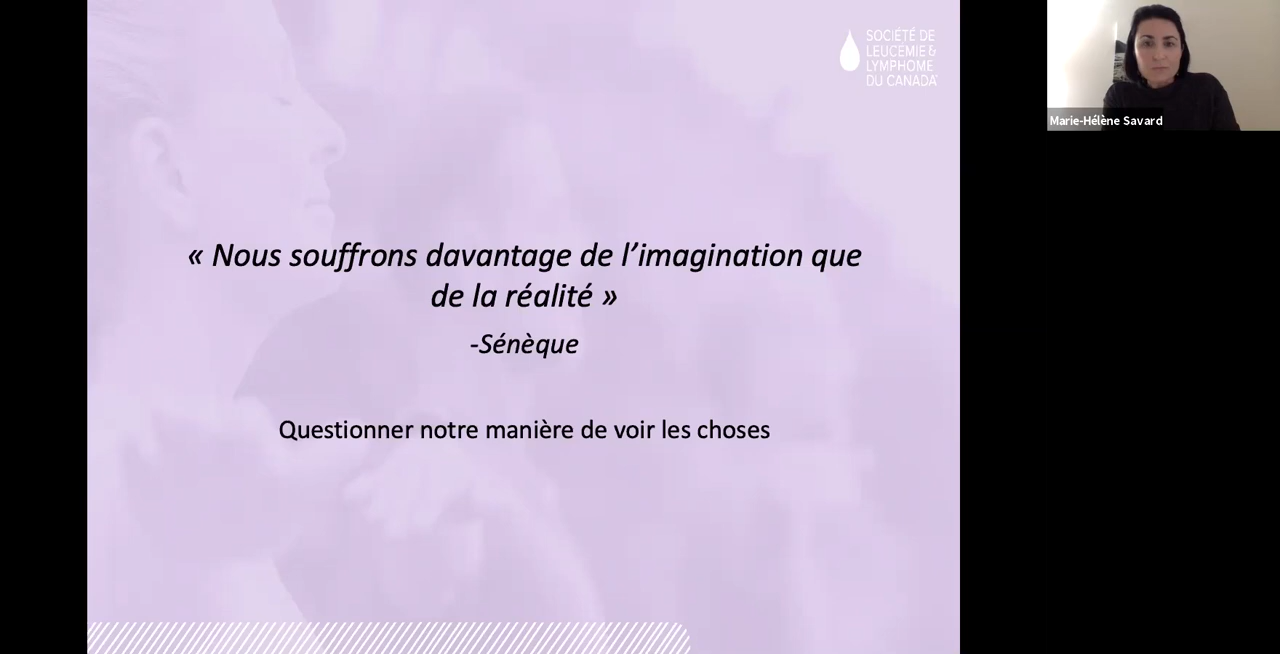 SOCIÉTÉ DE
LEUCEMIE &
LYMPHOME
DU CANADA
« Nous souffrons davantage de l’imagination que
de la réalité »
-Sénèque
Questionner notre manière de voir les choses
Marie-Hélène Savard